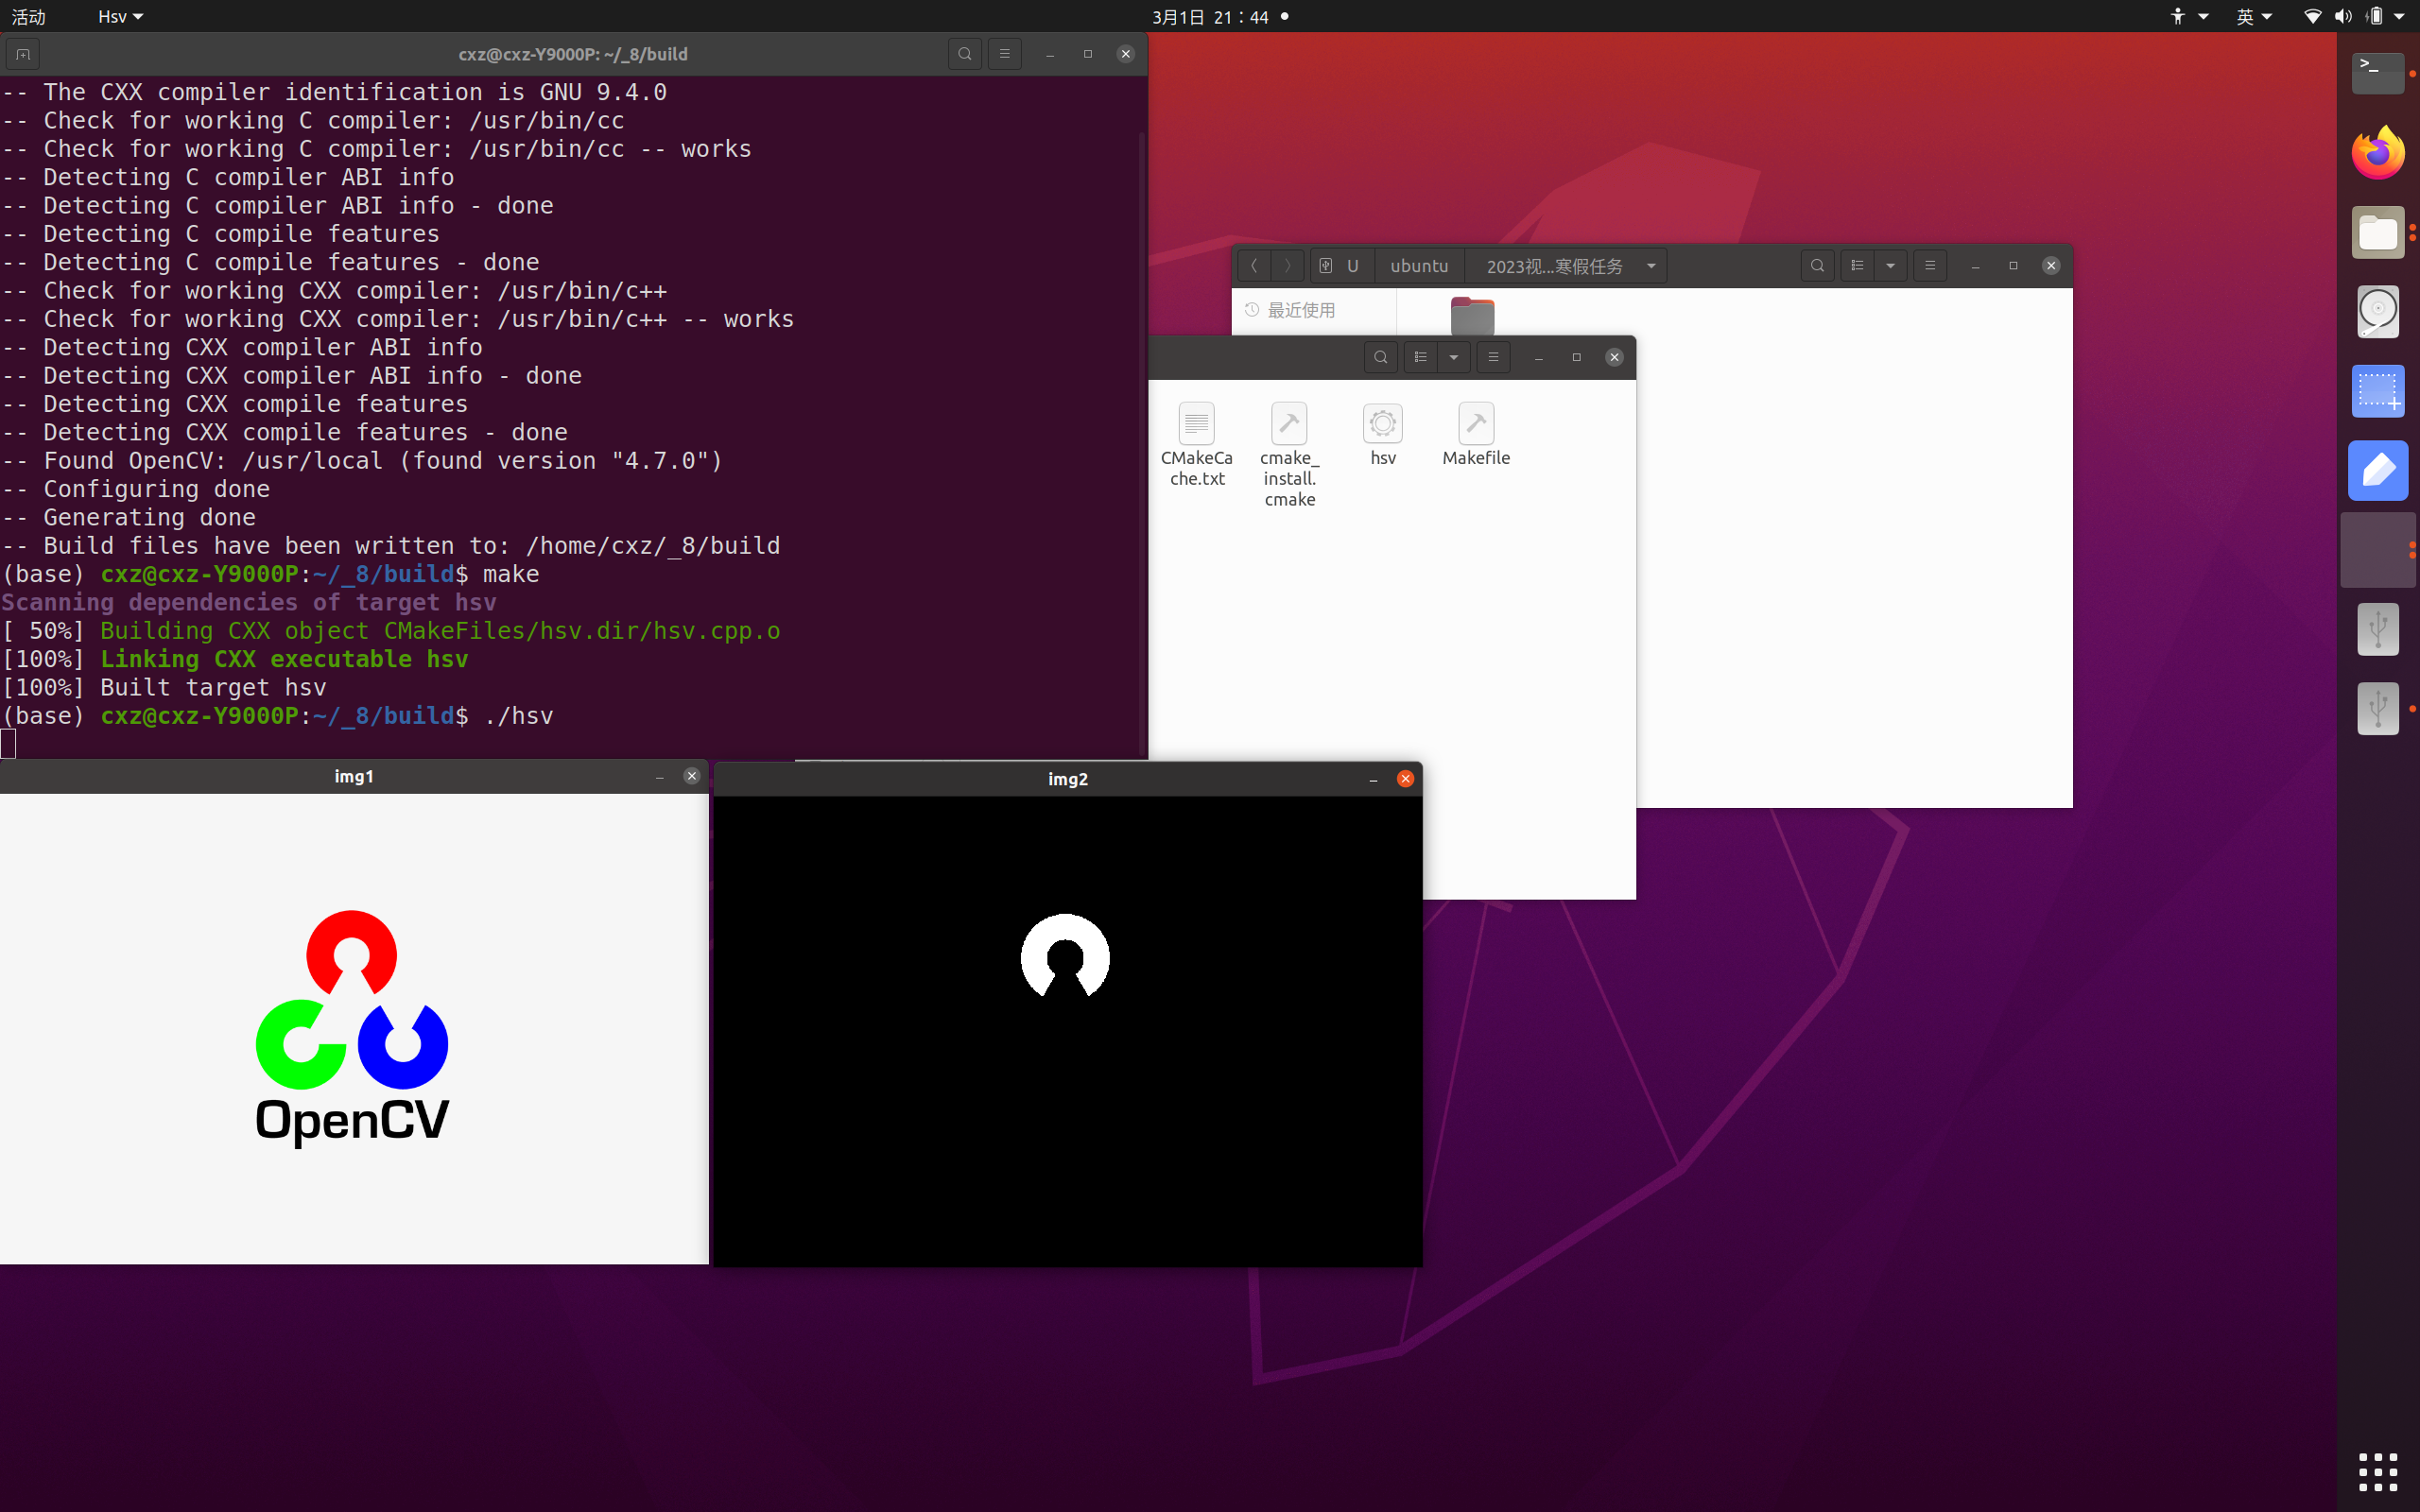 活动
Hsv
3月1日 21：44
英
cxz@cxz-Y9000P: ~/_8/build
-- The CXX compiler identification is GNU 9.4.0
-- Check for working C compiler: /usr/bin/cc
-- Check for working C compiler: /usr/bin/cc -- works
-- Detecting C compiler ABI info
-- Detecting C compiler ABI info - done
-- Detecting C compile features
-- Detecting C compile features - done
-- Check for working CXX compiler: /usr/bin/c++
-- Check for working CXX compiler: /usr/bin/c++ -- works
-- Detecting CXX compiler ABI info
-- Detecting CXX compiler ABI info - done
-- Detecting CXX compile features
-- Detecting CXX compile features - done
-- Found OpenCV: /usr/local (found version "4.7.0")
-- Configuring done
-- Generating done
-- Build files have been written to: /home/cxz/_8/build
(base) cxz@cxz-Y9000P:~/_8/build$ make
Scanning dependencies of target hsv
[ 50%] Building CXX object CMakeFiles/hsv.dir/hsv.cpp.o
[100%] Linking CXX executable hsv
[100%] Built target hsv
(base) cxz@cxz-Y9000P:~/_8/build$ ./hsv
U
ubuntu
2023视...寒假任务
最近使用
CMakeCa
che.txt
cmake_
install.
cmake
hsv
Makefile
img1
img2
OpenCV